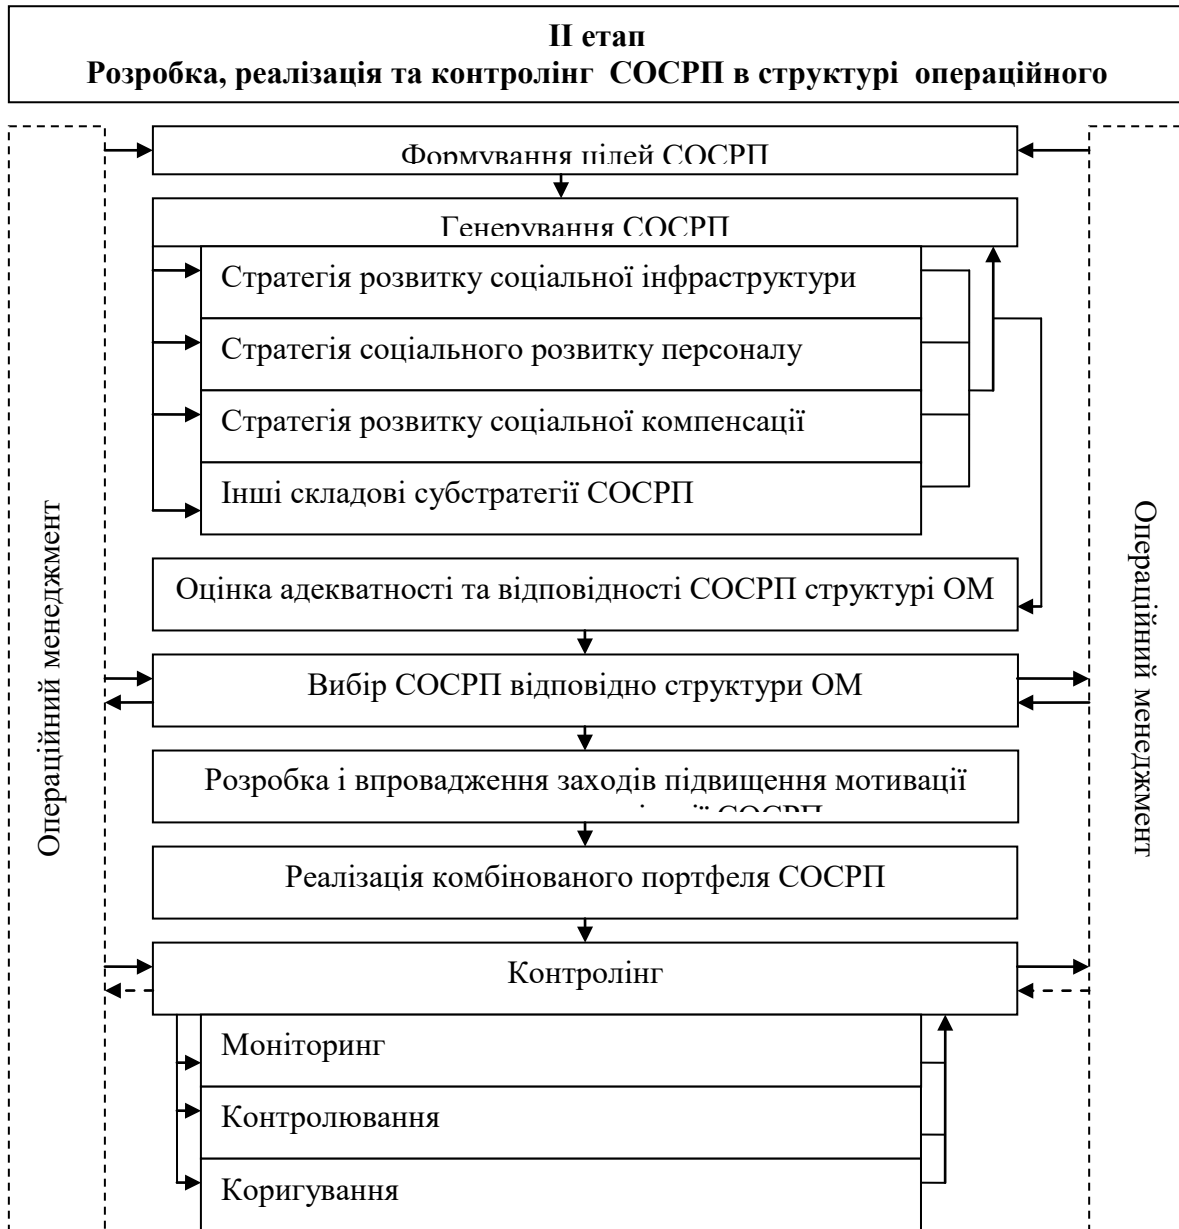 ІІ етап
Розробка, реалізація та контролінг СОСРП в структурі операційного
Формування цілей СОСРП
Генерування СОСРП
Стратегія розвитку соціальної інфраструктури
Стратегія соціального розвитку персоналу
Стратегія розвитку соціальної компенсації
Інші складові субстратегії СОСРП
Оцінка адекватності та відповідності СОСРП структурі ОМ
Вибір СОСРП відповідно структури ОМ
Розробка і впровадження заходів підвищення мотивації
СОСРП
Реалізація комбінованого портфеля СОСРП
Контролінг
Моніторинг
Контролювання
Коригування
Операційний менеджмент
Операційний менеджмент